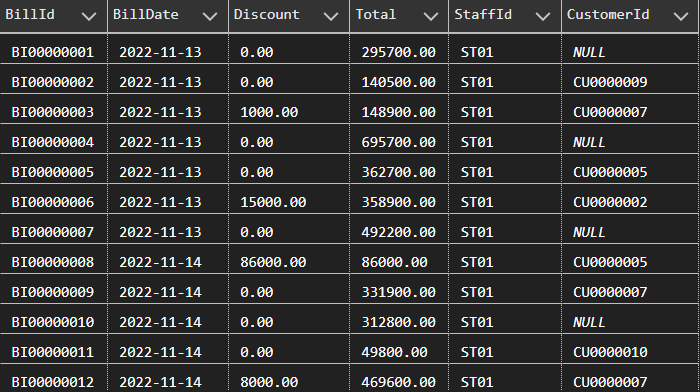 BillId BillDate Discount Total StaffId CustomerId
BI00000001 2022-11-13 0.00 295700.00 ST01 NULL
BI00000002 2022-11-13 0.00 140500.00 ST01 CU0000009
BI00000003 2022-11-13 1000.00 148900.00 ST01 CU0000007
BI00000004 2022-11-13 0.00 695700.00 ST01 NULL
BI00000005 2022-11-13 0.00 362700.00 ST01 CU0000005
BI00000006 2022-11-13 15000.00 358900.00 ST01 CU0000002
BI00000007 2022-11-13 0.00 492200.00 ST01 NULL
BI00000008 2022-11-14 86000.00 86000.00 ST01 CU0000005
BI00000009 2022-11-14 0.00 331900.00 ST01 CU0000007
BI00000010 2022-11-14 0.00 312800.00 ST01 NULL
BI00000011 2022-11-14 0.00 49800.00 ST01 CU0000010
BI00000012 2022-11-14 8000.00 469600.00 ST01 CU0000007